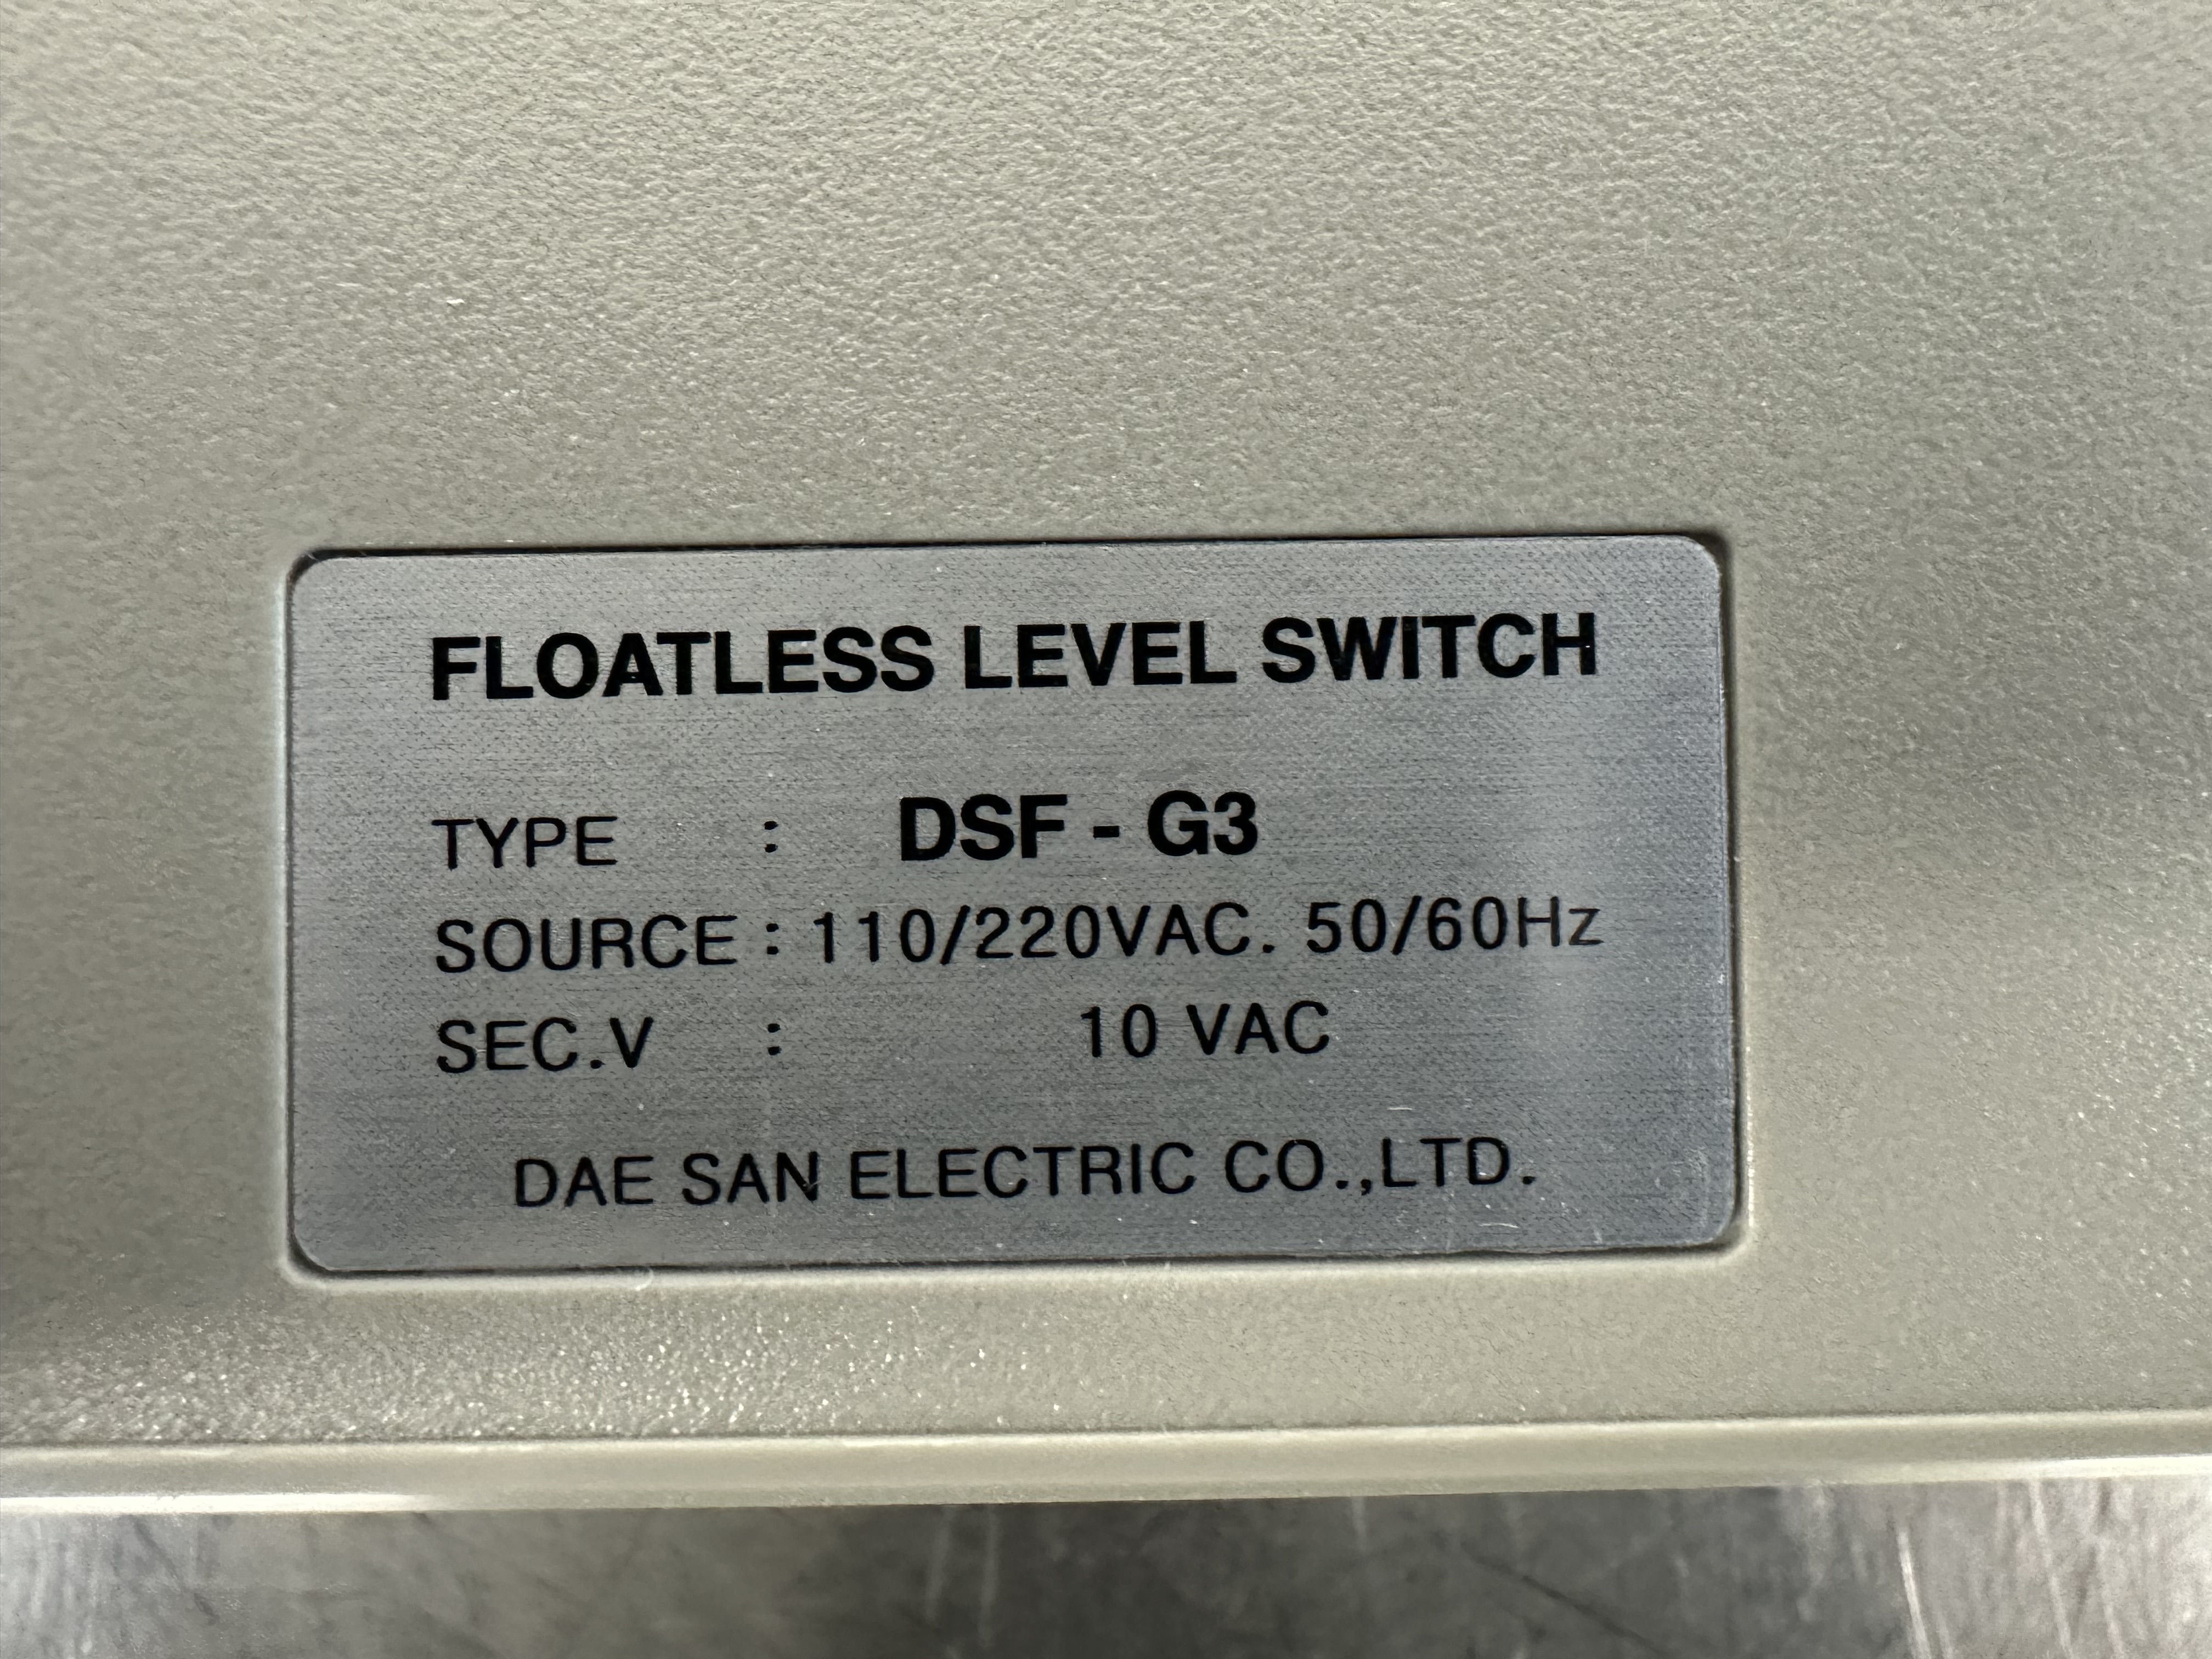 FLOATLESS LEVEL SWITCH
TYPE : DSF - G3
SOURCE : 110/220VAC. 50/60Hz
SEC.V : 10 VAC
DAE SAN ELECTRIC CO.,LTD.